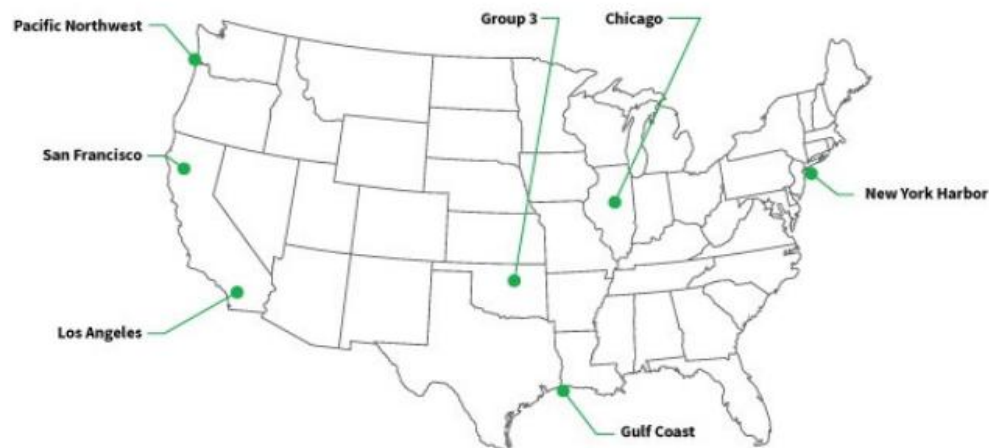 Group 3
Chicago
Pacific Northwest
San Francisco
New York Harbor
Los Angeles
Gulf Coast